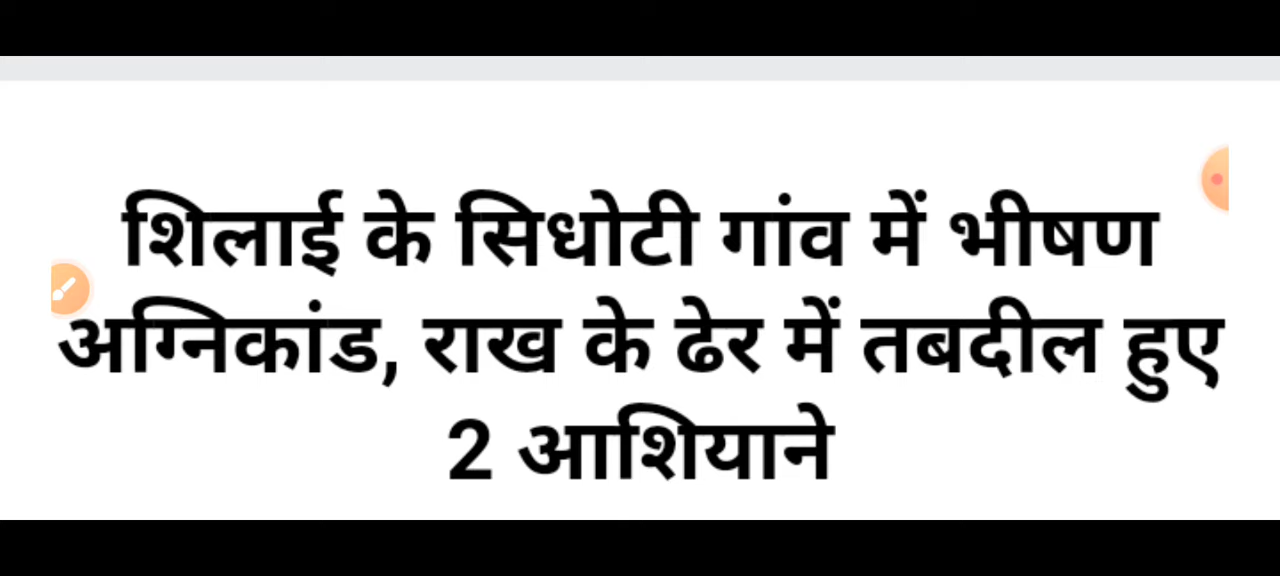 शिलाई के सिधोटी गांव में भीषण
अग्निकांड, राख के ढेर में तबदील हुए
2 आशियाने